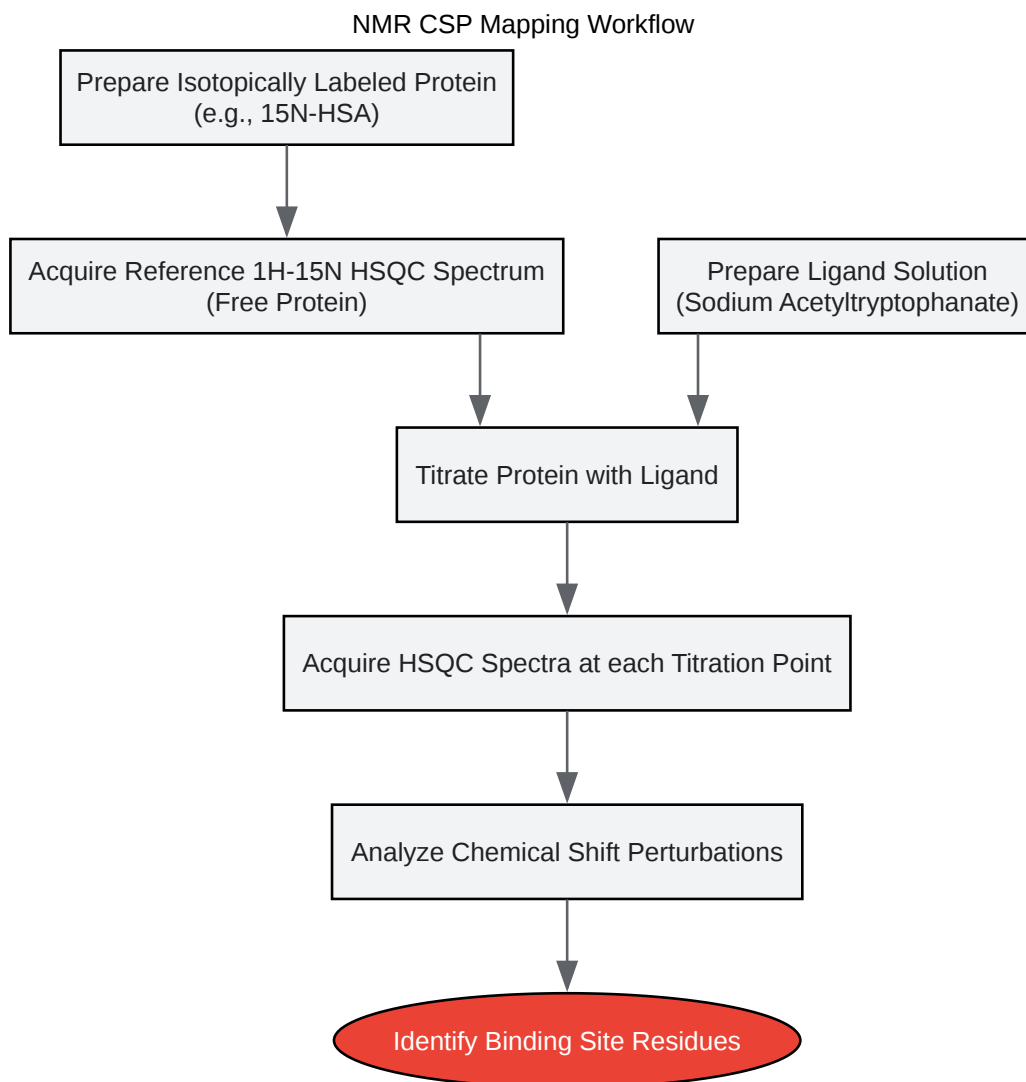 NMR CSP Mapping Workflow
Prepare Isotopically Labeled Protein
(e.g., 15N-HSA)
Acquire Reference 1H-15N HSQC Spectrum
(Free Protein)
Prepare Ligand Solution
(Sodium Acetyltryptophanate)
Titrate Protein with Ligand
Acquire HSQC Spectra at each Titration Point
Analyze Chemical Shift Perturbations
Identify Binding Site Residues